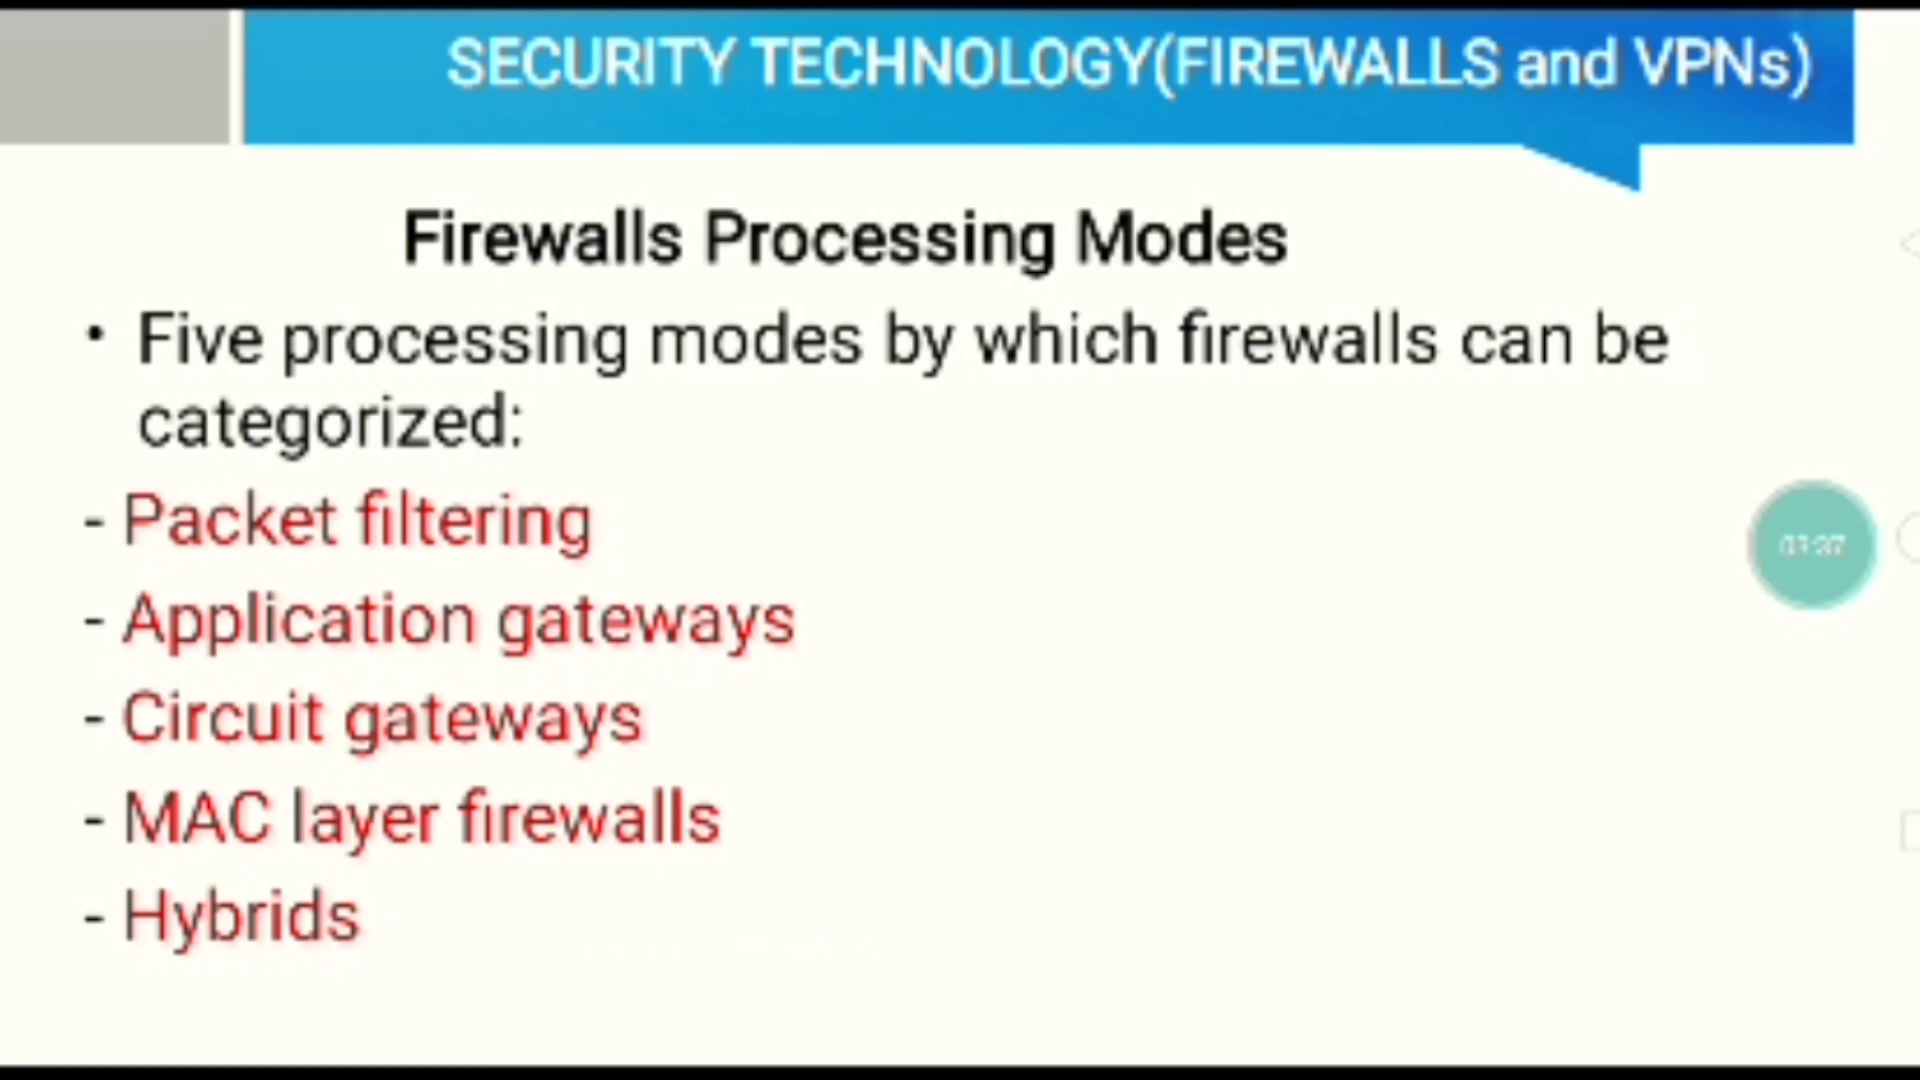 SECURITY TECHNOLOGY(FIREWALLS and VPNs)
Firewalls Processing Modes
• Five processing modes by which firewalls can be
categorized:
- Packet filtering
- Application gateways
- Circuit gateways
- MAC layer firewalls
- Hybrids